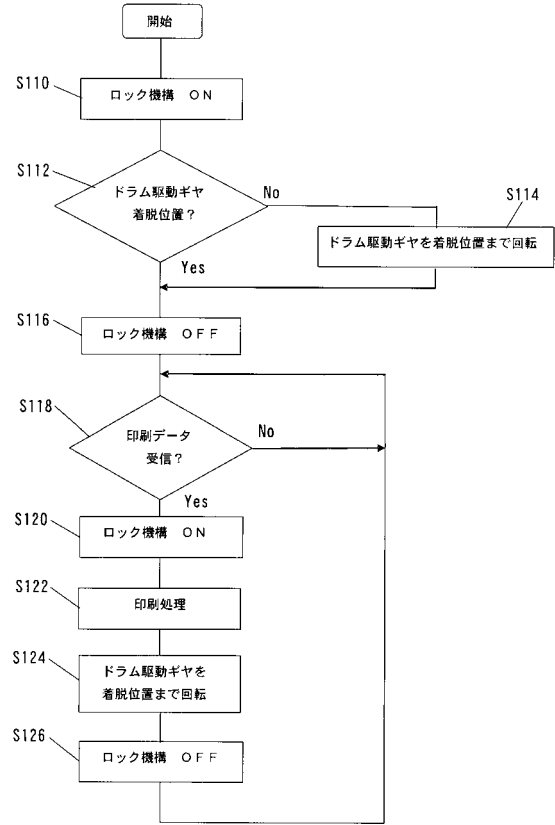 開始
S110
ロック機構 ON
S112
ドラム駆動ギヤ
着脱位置?
No
S114
ドラム駆動ギヤを着脱位置まで回転
Yes
S116
ロック機構 OFF
S118
印刷データ
受信?
No
Yes
S120
ロック機構 ON
S122
印刷処理
S124
ドラム駆動ギヤを
着脱位置まで回転
S126
ロック機構 OFF